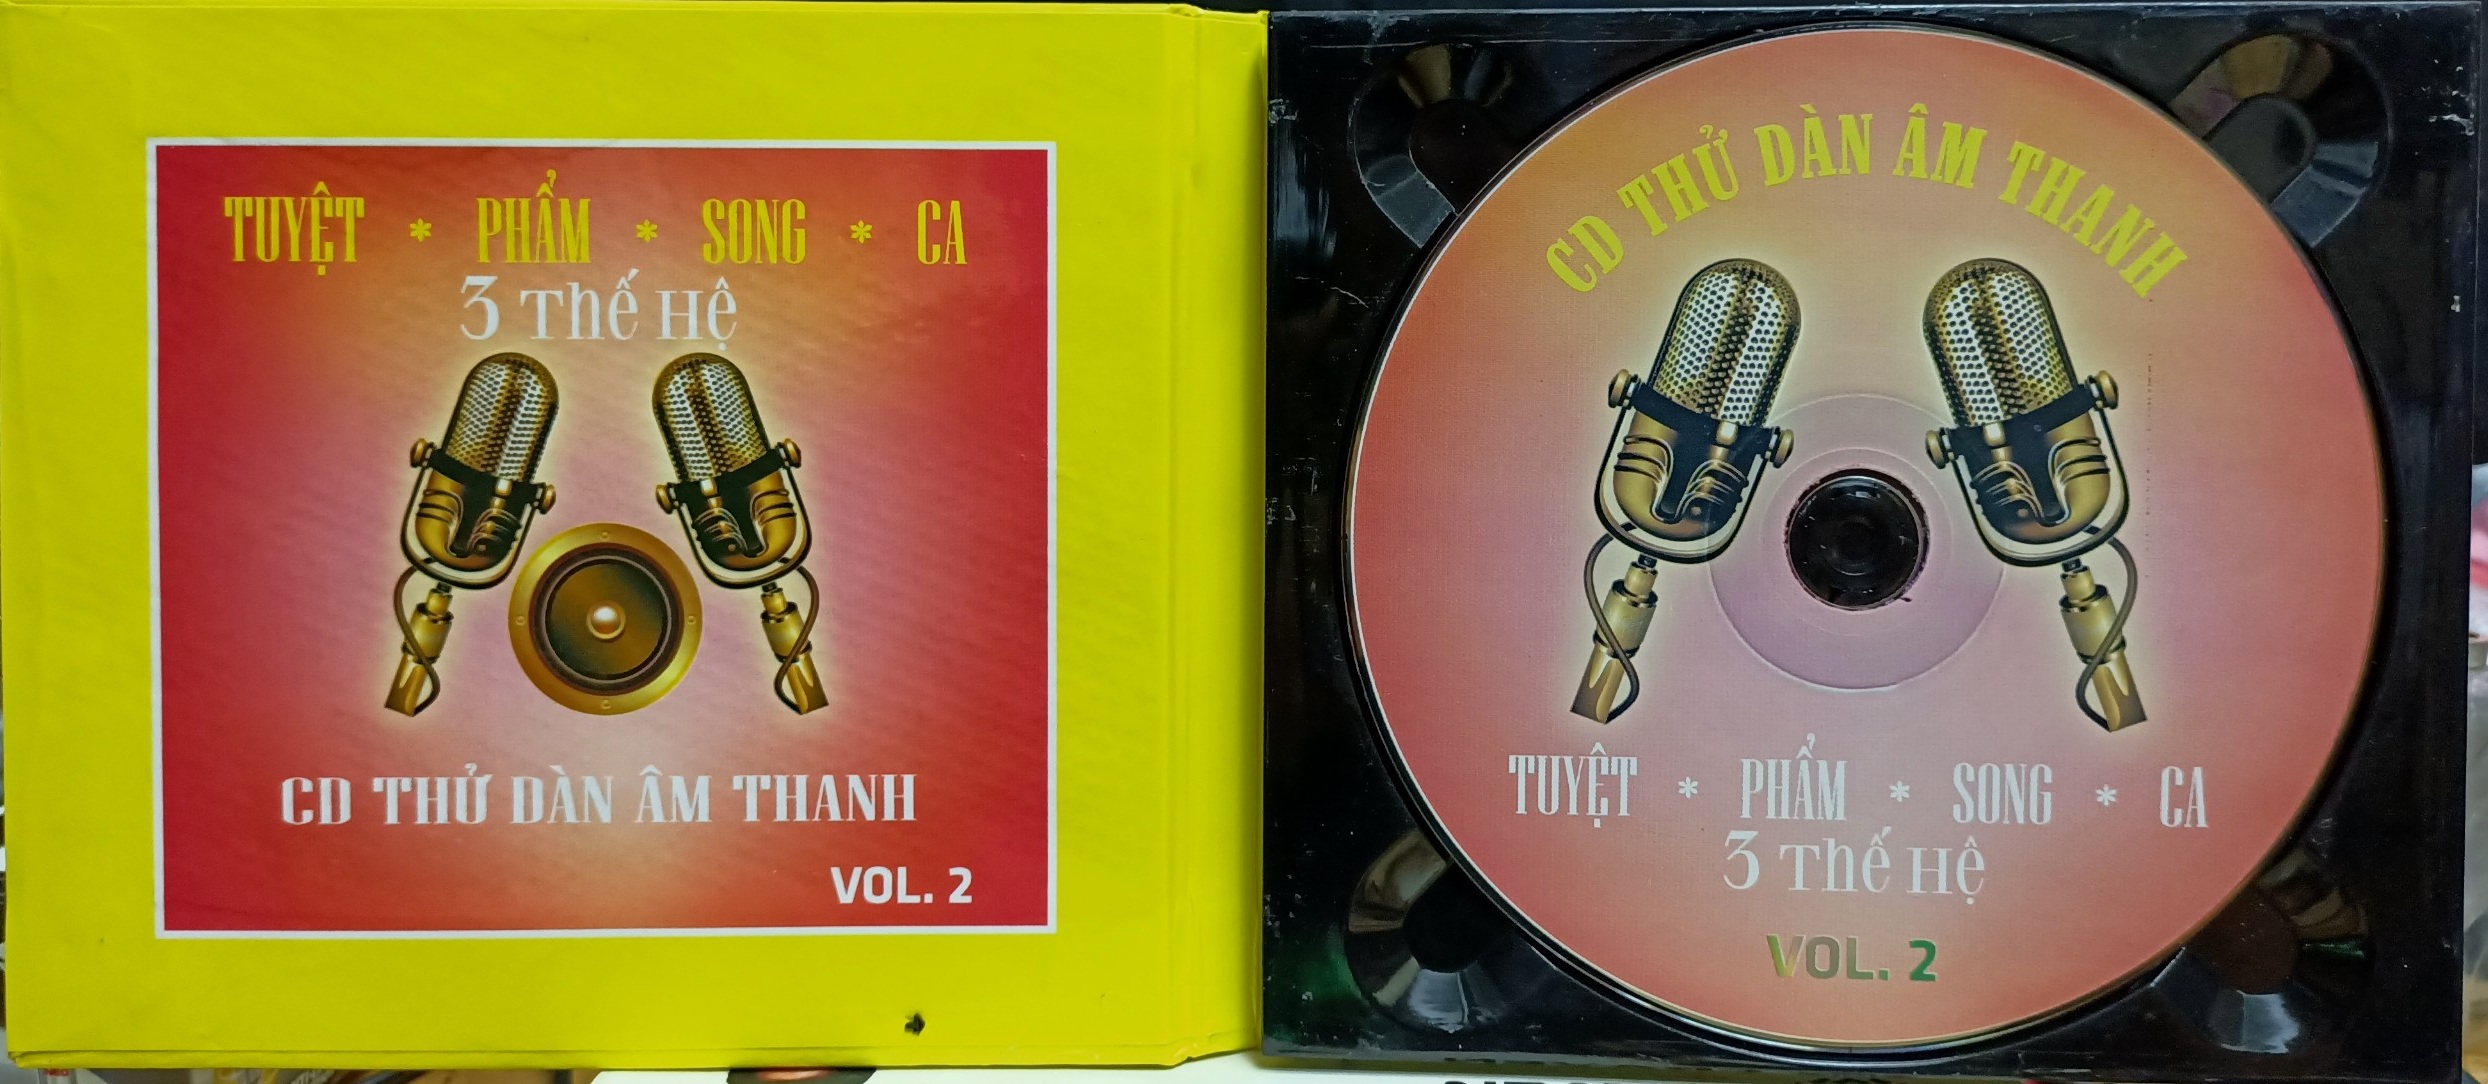 TUYỆT * PHẨM * SONG * CA
3 Thế Hệ
CD THỬ DÀN ÂM THANH
VOL. 2
CD THỬ DÀN ÂM THANH
TUYỆT * PHẨM * SONG * CA
3 Thế Hệ
VOL. 2